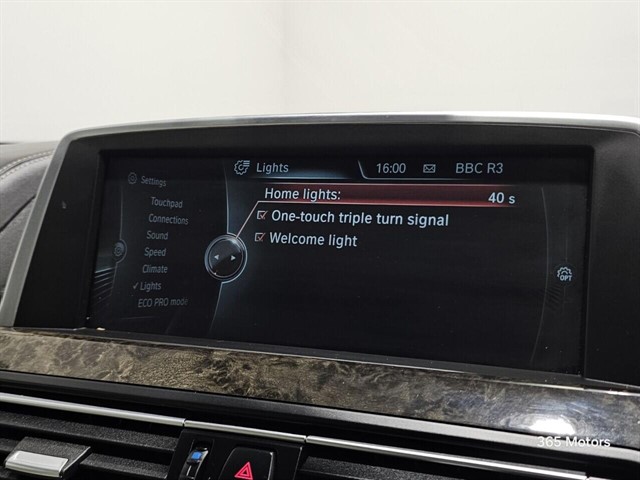 Lights
16:00
BBC R3
Settings
Touchpad
Connections
Sound
Speed
Climate
Lights
ECO PRO mode
Home lights: 40 s
One-touch triple turn signal
Welcome light
OPT
365 Motors